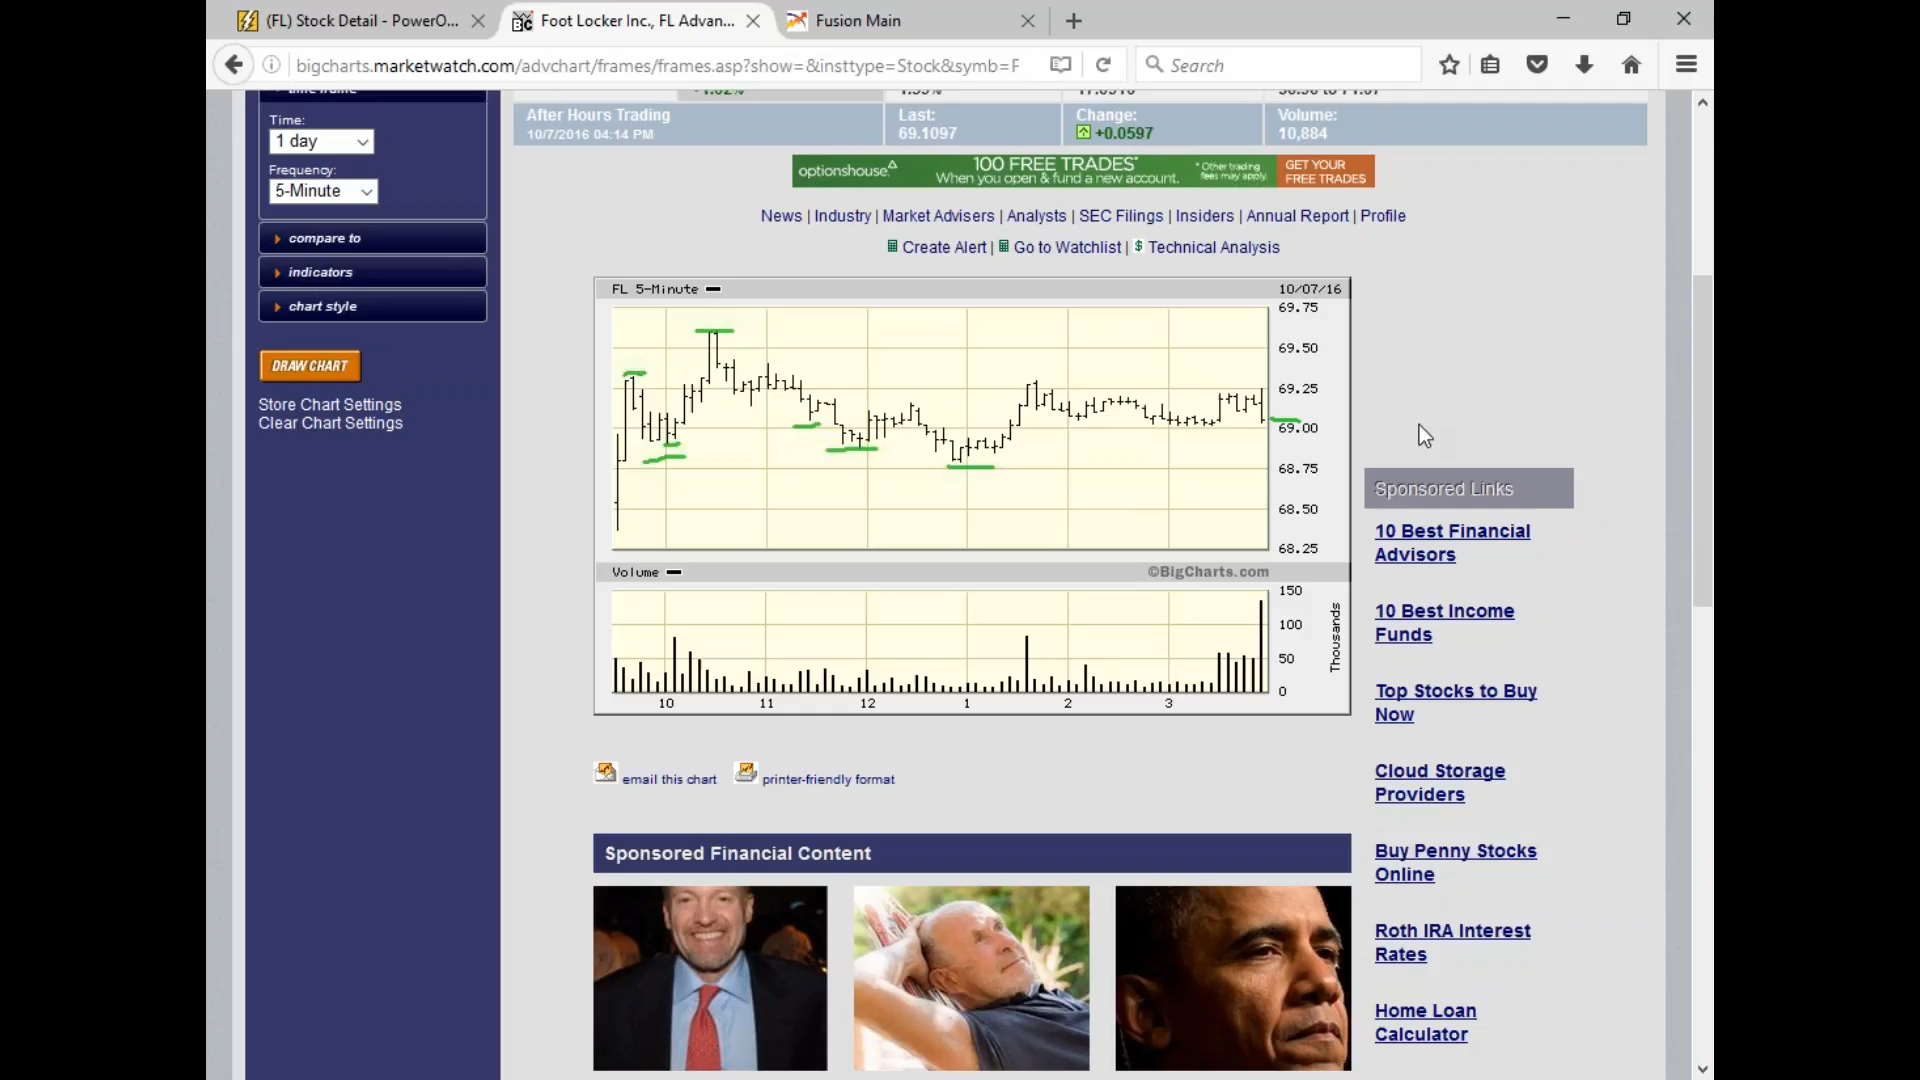 (FL) Stock Detail - PowerO...
Foot Locker Inc., FL Advan...
Fusion Main
bigcharts.marketwatch.com/advchart/frames/frames.asp?show=&insttype=Stock&symb=F
Search
Time:
1 day
Frequency:
5-Minute
compare to
indicators
chart style
DRAW CHART
Store Chart Settings
Clear Chart Settings
After Hours Trading
10/7/2016 04:14 PM
Last:
69.1097
Change:
+0.0597
Volume:
10,884
optionshouse
100 FREE TRADES*
When you open & fund a new account.
* Other trading
fees may apply.
GET YOUR
FREE TRADES
News | Industry | Market Advisers | Analysts | SEC Filings | Insiders | Annual Report | Profile
Create Alert | Go to Watchlist | $ Technical Analysis
FL 5-Minute
10/07/16
69.75
69.50
69.25
69.00
68.75
68.50
68.25
Volume
©BigCharts.com
150
100
50
0
Thousands
10 11 12 1 2 3
email this chart
printer-friendly format
Sponsored Financial Content
Sponsored Links
10 Best Financial
Advisors
10 Best Income
Funds
Top Stocks to Buy
Now
Cloud Storage
Providers
Buy Penny Stocks
Online
Roth IRA Interest
Rates
Home Loan
Calculator